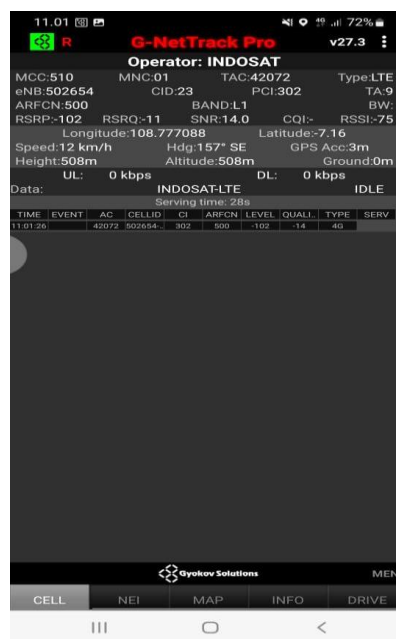 11.01 72%
R G-NetTrack Pro v27.3
Operator: INDOSAT
MCC:510 MNC:01 TAC:42072 Type:LTE
eNB:502654 CID:23 PCI:302 TA:9
ARFCN:500 BAND:L1 BW:
RSRP:-102 RSRQ:-11 SNR:14.0 CQI:- RSSI:-75
Longitude:108.777088 Latitude:-7.16
Speed:12 km/h Hdg:157° SE GPS Acc:3m
Height:508m Altitude:508m Ground:0m
UL: 0 kbps DL: 0 kbps
Data: INDOSAT-LTE IDLE
Serving time: 28s
TIME EVENT AC CELLID CI ARFCN LEVEL QUALI.. TYPE SERV
11:01:26 42072 502654-.. 302 500 -102 -14 4G
Gyokov Solutions MEN
CELL NEI MAP INFO DRIVE